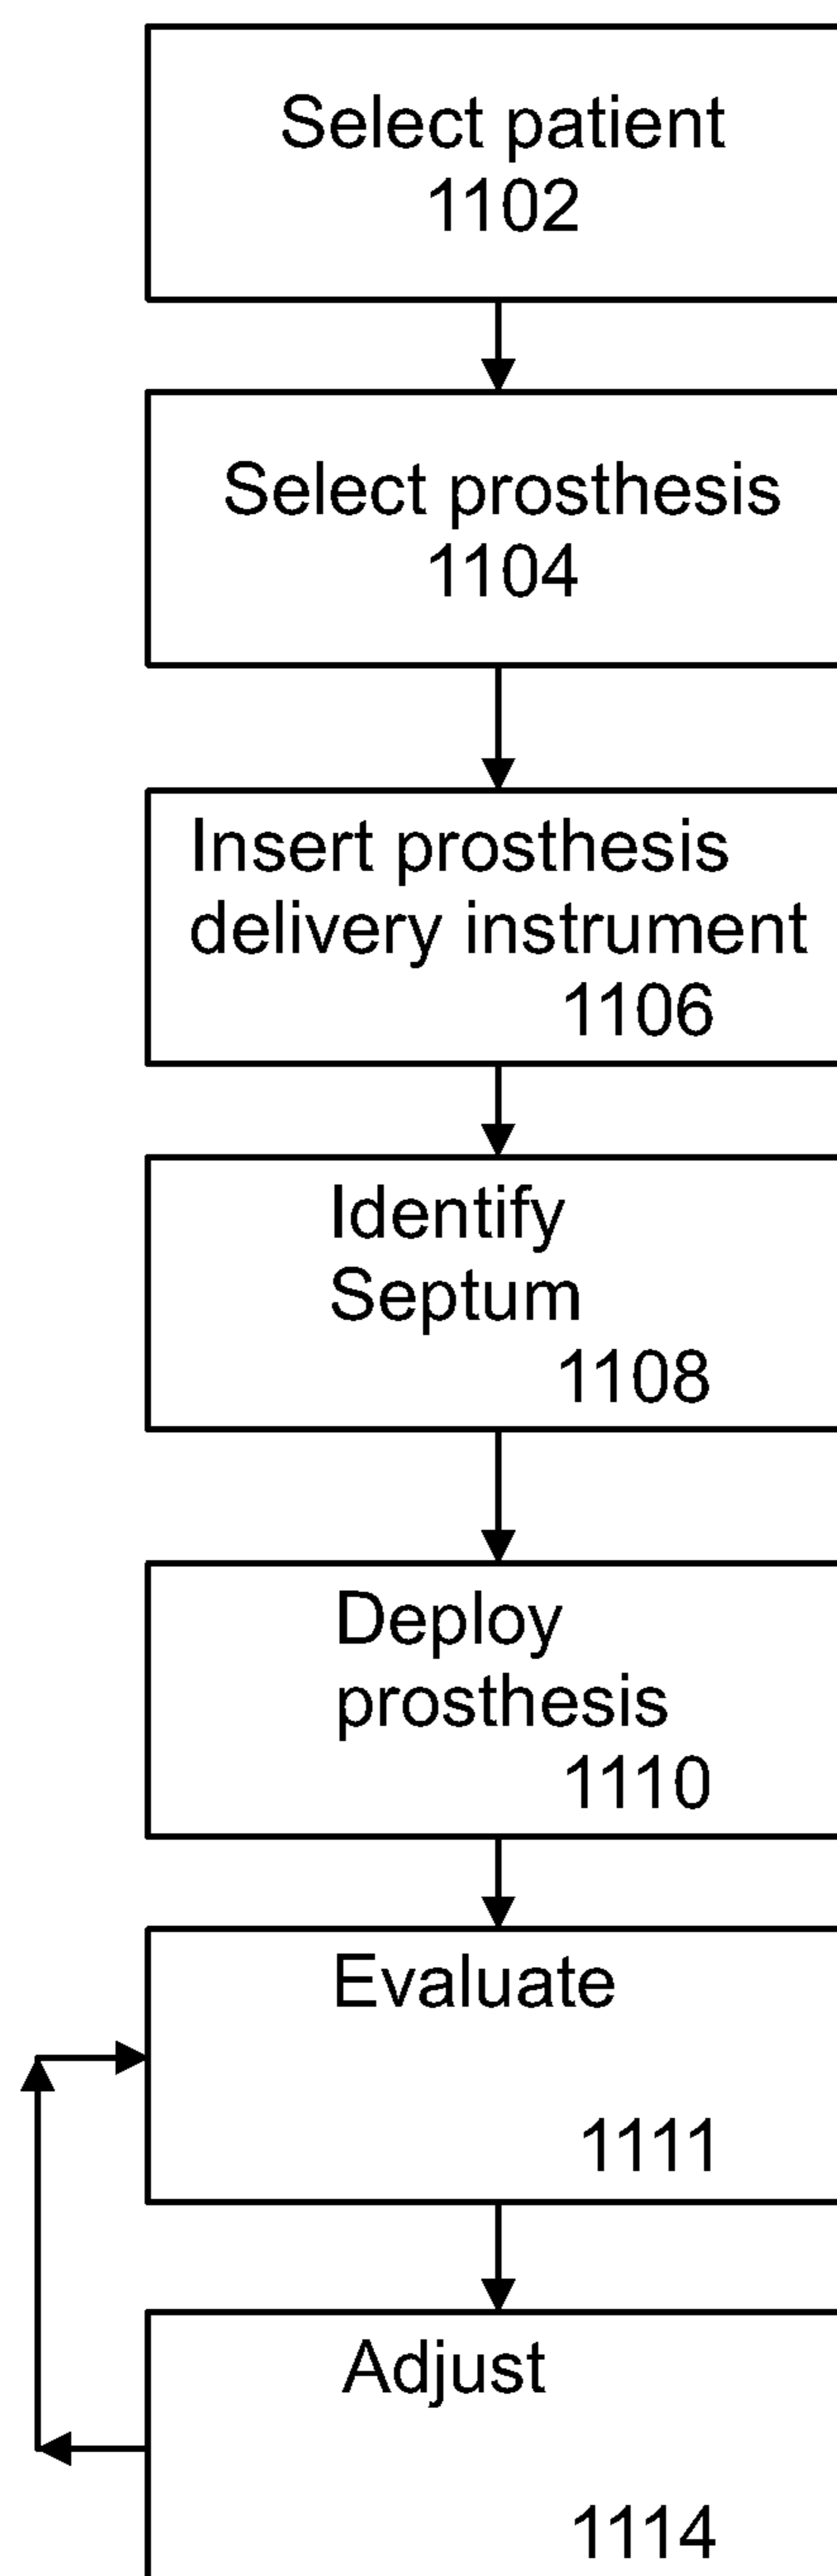 Select patient
1102
Select prosthesis
1104
Insert prosthesis
delivery instrument
1106
Identify
Septum
1108
Deploy
prosthesis
1110
Evaluate
1111
Adjust
1114